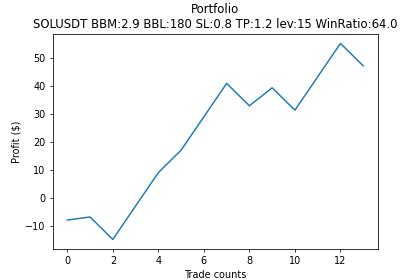 Portfolio
SOLUSDT BBM:2.9 BBL:180 SL:0.8 TP:1.2 lev:15 WinRatio:64.0
50
40
30
20
10
0
−10
Profit ($)
0 2 4 6 8 10 12
Trade counts